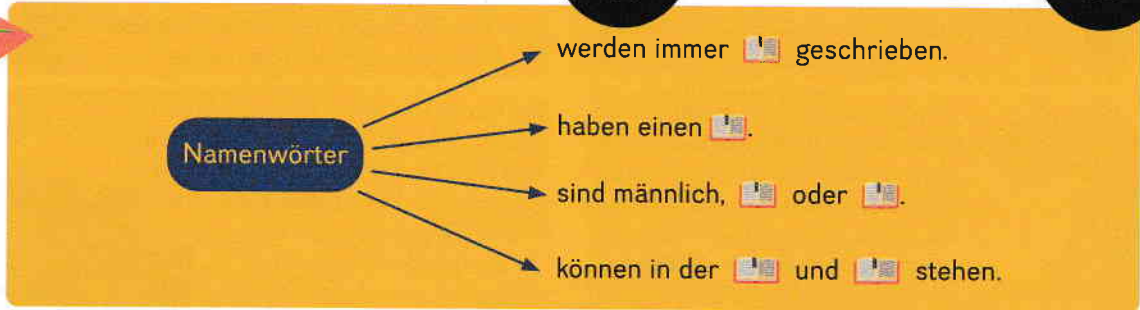 werden immer geschrieben.
Namenwörter
haben einen .
sind männlich, oder .
können in der und stehen.